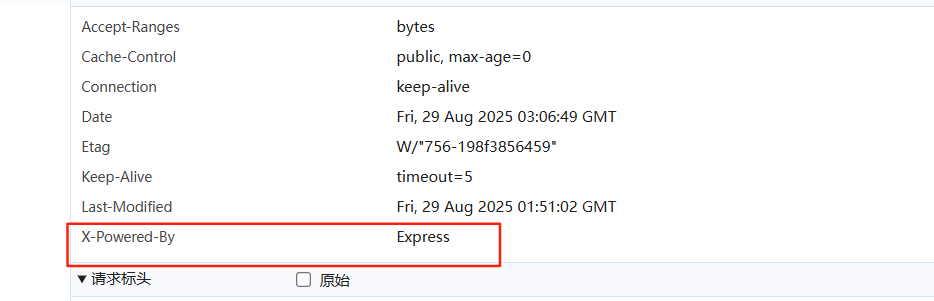 Accept-Ranges bytes
Cache-Control public, max-age=0
Connection keep-alive
Date Fri, 29 Aug 2025 03:06:49 GMT
Etag W/"756-198f3856459"
Keep-Alive timeout=5
Last-Modified Fri, 29 Aug 2025 01:51:02 GMT
X-Powered-By Express
请求标头 原始